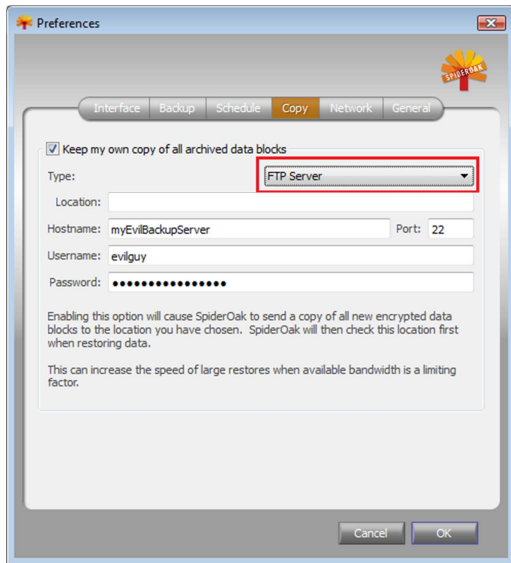 Preferences
SPIDEROAK
Interface Backup Schedule Copy Network General
Keep my own copy of all archived data blocks
Type: FTP Server
Location:
Hostname: myEvilBackupServer Port: 22
Username: evilguy
Password: ●●●●●●●●●●●●●●●●
Enabling this option will cause SpiderOak to send a copy of all new encrypted data
blocks to the location you have chosen. SpiderOak will then check this location first
when restoring data.
This can increase the speed of large restores when available bandwidth is a limiting
factor.
Cancel OK